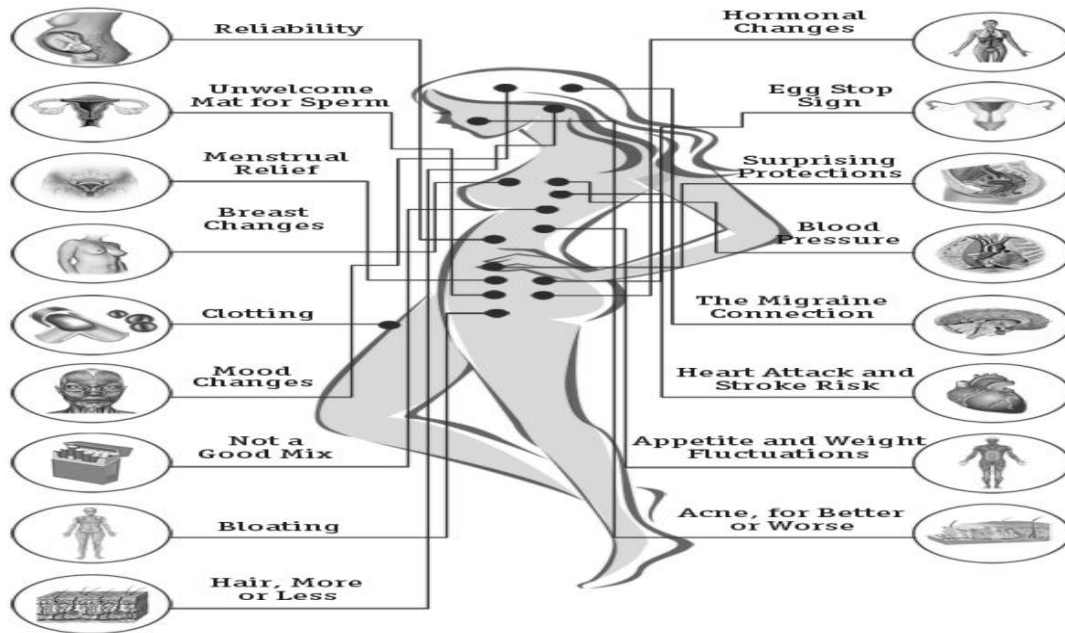 Reliability
Unwelcome
Mat for Sperm
Menstrual
Relief
Breast
Changes
Clotting
Mood
Changes
Not a
Good Mix
Bloating
Hair, More
or Less
Hormonal
Changes
Egg Stop
Sign
Surprising
Protections
Blood
Pressure
The Migraine
Connection
Heart Attack and
Stroke Risk
Appetite and Weight
Fluctuations
Acne, for Better
or Worse